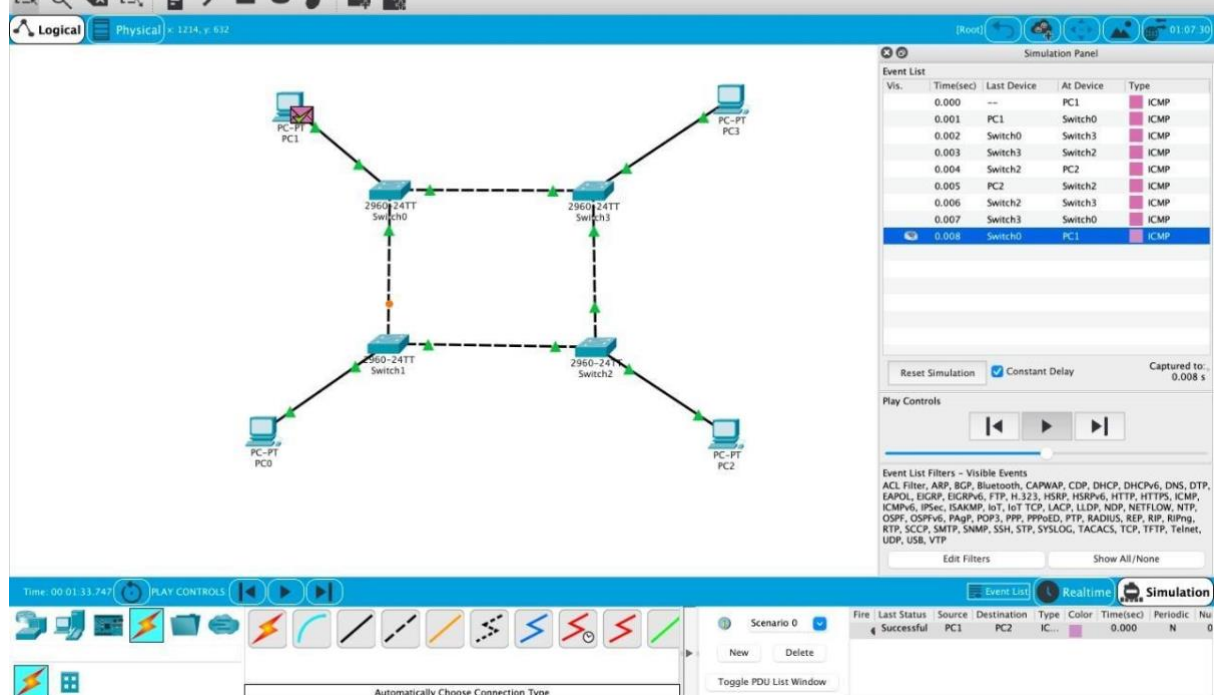 Logical
Physical x: 1214, y: 632
[Root]
01:07:30
PC-PT
PC1
PC-PT
PC3
2960-24TT
Switch0
2960-24TT
Switch3
2960-24TT
Switch1
2960-24TT
Switch2
PC-PT
PC0
PC-PT
PC2
Simulation Panel
Event List
Vis. Time(sec) Last Device At Device Type
0.000 -- PC1 ICMP
0.001 PC1 Switch0 ICMP
0.002 Switch0 Switch3 ICMP
0.003 Switch3 Switch2 ICMP
0.004 Switch2 PC2 ICMP
0.005 PC2 Switch2 ICMP
0.006 Switch2 Switch3 ICMP
0.007 Switch3 Switch0 ICMP
0.008 Switch0 PC1 ICMP
Reset Simulation Constant Delay Captured to:
0.008 s
Play Controls
Event List Filters - Visible Events
ACL Filter, ARP, BGP, Bluetooth, CAPWAP, CDP, DHCP, DHCPv6, DNS, DTP,
EAPOL, EIGRP, EIGRPv6, FTP, H.323, HSRP, HSRPv6, HTTP, HTTPS, ICMP,
ICMPv6, IPSec, ISAKMP, IoT, IoT TCP, LACP, LLDP, NDP, NETFLOW, NTP,
OSPF, OSPFv6, PAgP, POP3, PPP, PPPoED, PTP, RADIUS, REP, RIP, RIPng,
RTP, SCCP, SMTP, SNMP, SSH, STP, SYSLOG, TACACS, TCP, TFTP, Telnet,
UDP, USB, VTP
Edit Filters Show All/None
Time: 00:01:33.747 PLAY CONTROLS
Event List Realtime Simulation
Scenario 0
New Delete
Toggle PDU List Window
Fire Last Status Source Destination Type Color Time(sec) Periodic Nu
Successful PC1 PC2 IC... 0.000 N 0
Automatically Choose Connection Type